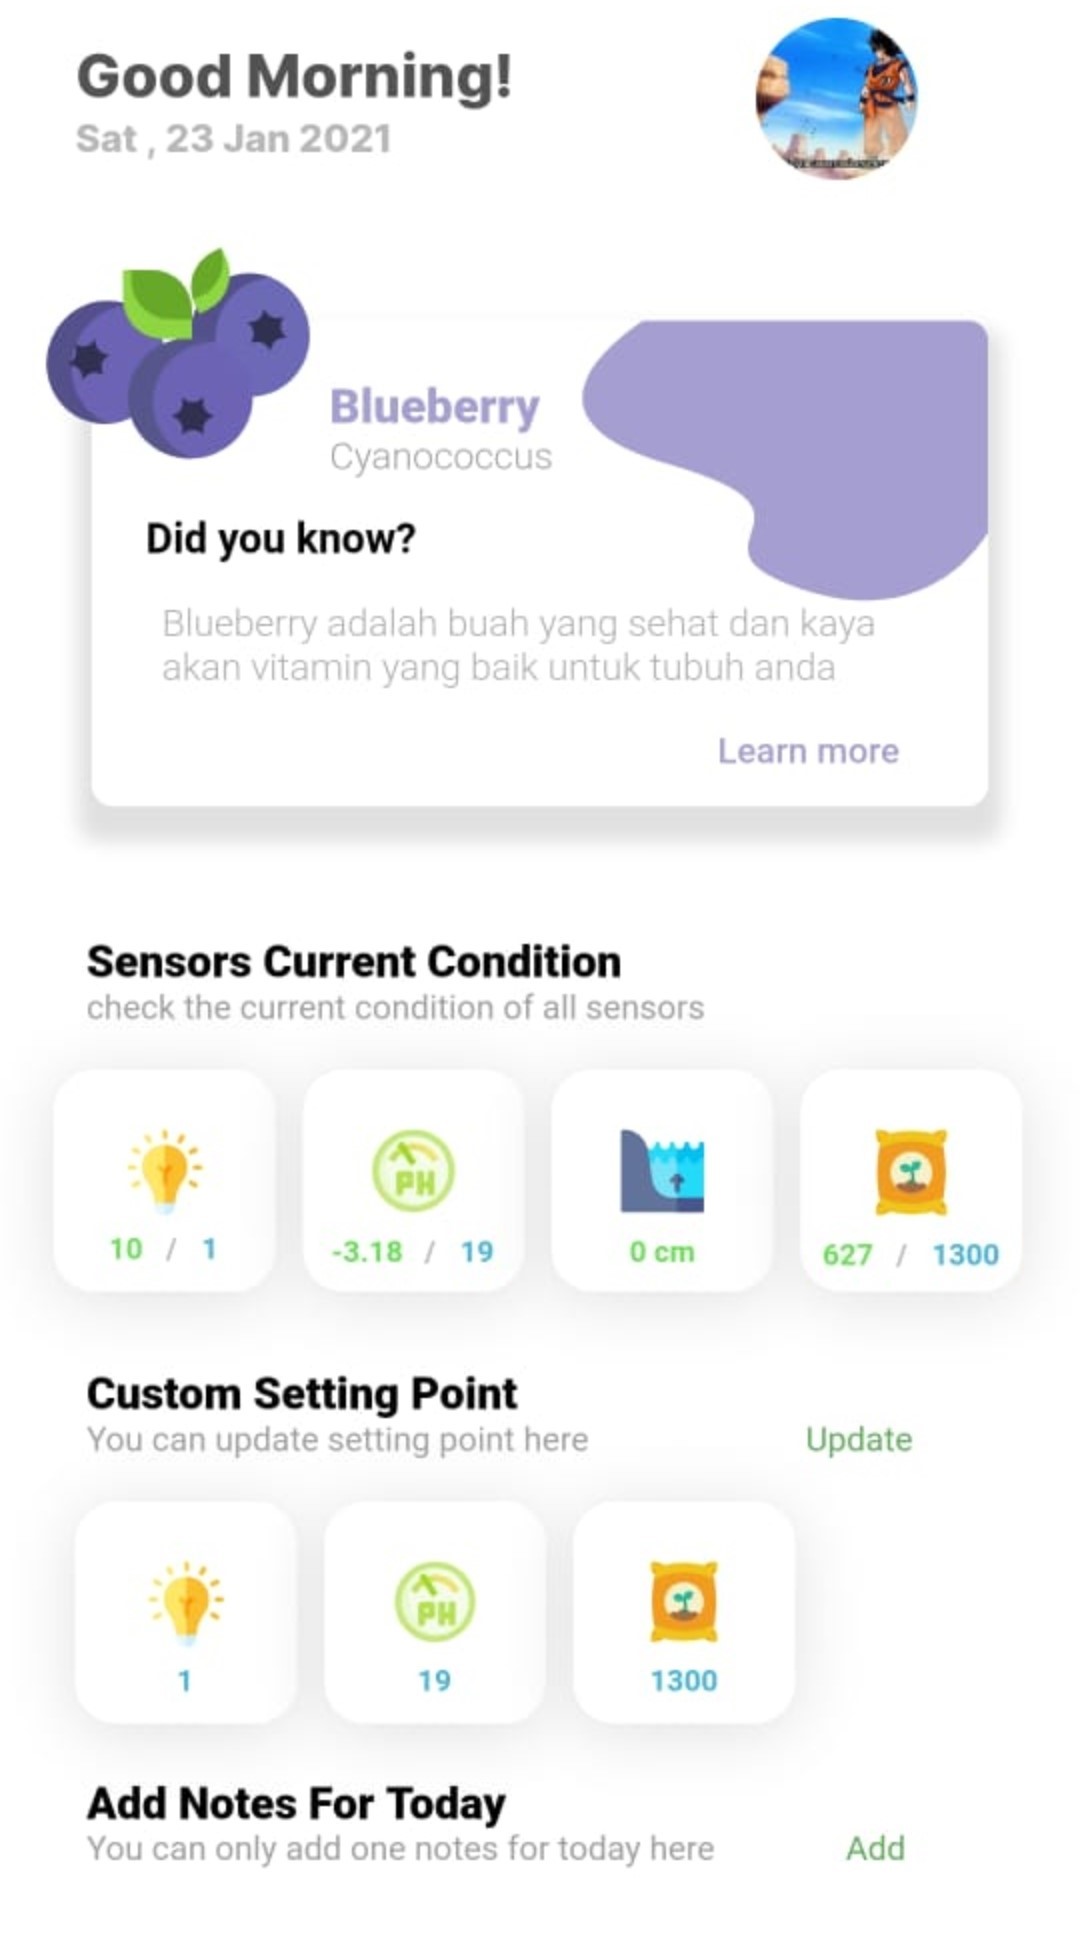 Good Morning!
Sat , 23 Jan 2021
Blueberry
Cyanococcus
Did you know?
Blueberry adalah buah yang sehat dan kaya
akan vitamin yang baik untuk tubuh anda
Learn more
Sensors Current Condition
check the current condition of all sensors
PH
10 / 1
-3.18 / 19
0 cm
627 / 1300
Custom Setting Point
You can update setting point here
Update
PH
1
19
1300
Add Notes For Today
You can only add one notes for today here
Add